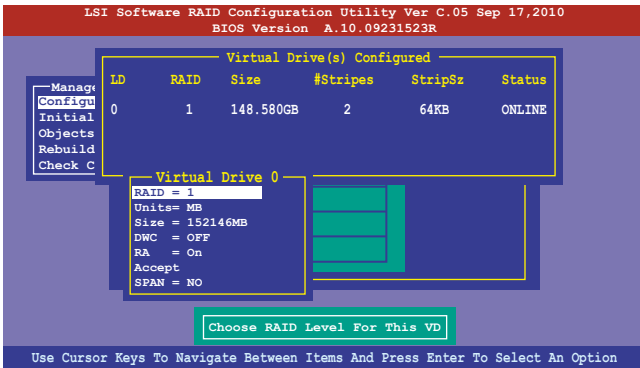 LSI Software RAID Configuration Utility Ver C.05 Sep 17,2010
BIOS Version A.10.09231523R
Virtual Drive(s) Configured
LD RAID Size #Stripes StripSz Status
0 1 148.580GB 2 64KB ONLINE
Manage
Configu
Initial
Objects
Rebuild
Check C
Virtual Drive 0
RAID = 1
Units= MB
Size = 152146MB
DWC = OFF
RA = On
Accept
SPAN = NO
Choose RAID Level For This VD
Use Cursor Keys To Navigate Between Items And Press Enter To Select An Option